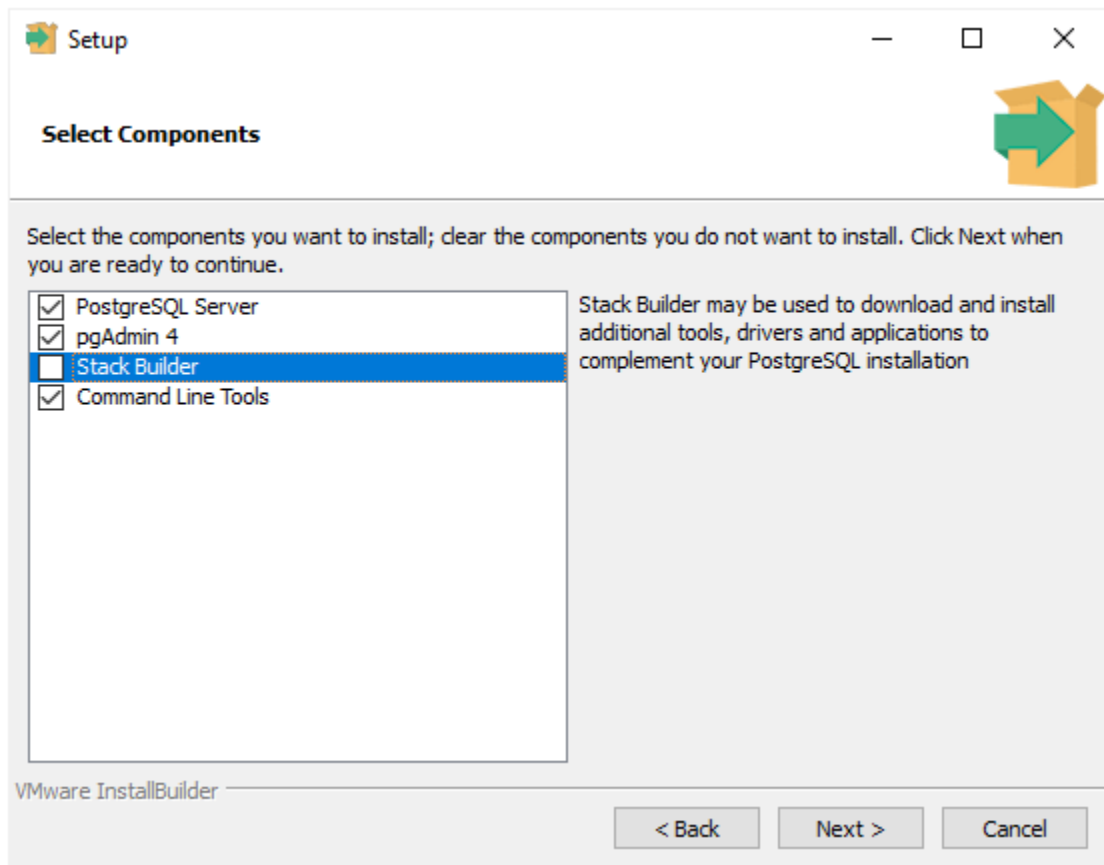 Setup
Select Components
Select the components you want to install; clear the components you do not want to install. Click Next when
you are ready to continue.
PostgreSQL Server
pgAdmin 4
Stack Builder
Command Line Tools
Stack Builder may be used to download and install
additional tools, drivers and applications to
complement your PostgreSQL installation
VMware InstallBuilder
< Back
Next >
Cancel